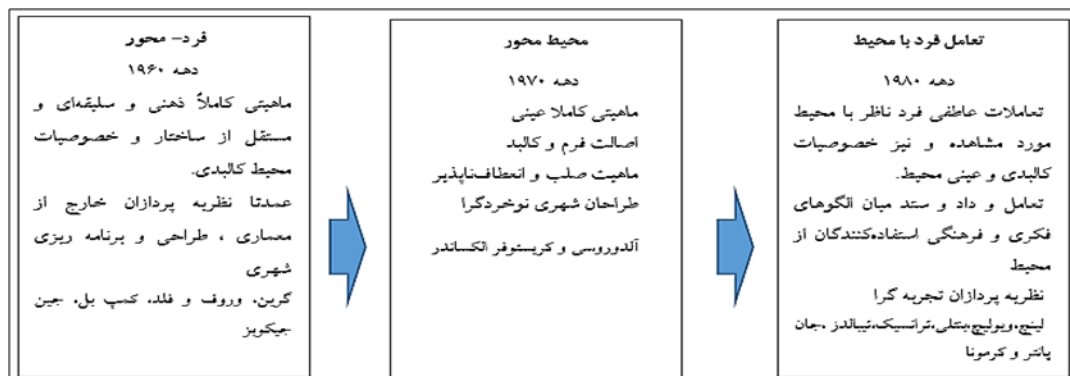 فرد- محور
دهه ۱۹۶۰
ماهیتی کاملاً ذهنی و سلیقه‌ای و
مستقل از ساختار و خصوصیات
محیط کالبدی.
عمدتا نظریه پردازان خارج از
معماری ، طراحی و برنامه ریزی
شهری
گرین، وروف و فلد، کمپ بل، جین
جیکوبز
محیط محور
دهه ۱۹۷۰
ماهیتی کاملا عینی
اصالت فرم و کالبد
ماهیت صلب و انعطاف‌ناپذیر
طراحان شهری نوخردگرا
آلدوروسی و کریستوفر الکساندر
تعامل فرد با محیط
دهه ۱۹۸۰
تعاملات عاطفی فرد ناظر با محیط
مورد مشاهده و نیز خصوصیات
کالبدی و عینی محیط.
تعامل و داد و ستد میان الگوهای
فکری و فرهنگی استفاده‌کنندگان از
محیط
نظریه پردازان تجربه گرا
لینچ،ویولیچ،بنتلی،ترانسیک،تیبالدز ،جان
پانتر و کرمونا